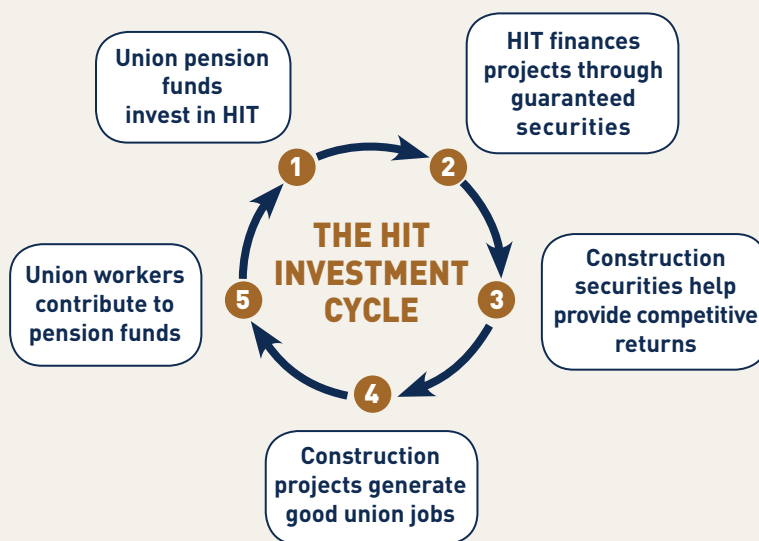 Union pension
funds
invest in HIT
HIT finances
projects through
guaranteed
securities
1
2
THE HIT
INVESTMENT
CYCLE
Union workers
contribute to
pension funds
5
3
Construction
securities help
provide competitive
returns
4
Construction
projects generate
good union jobs